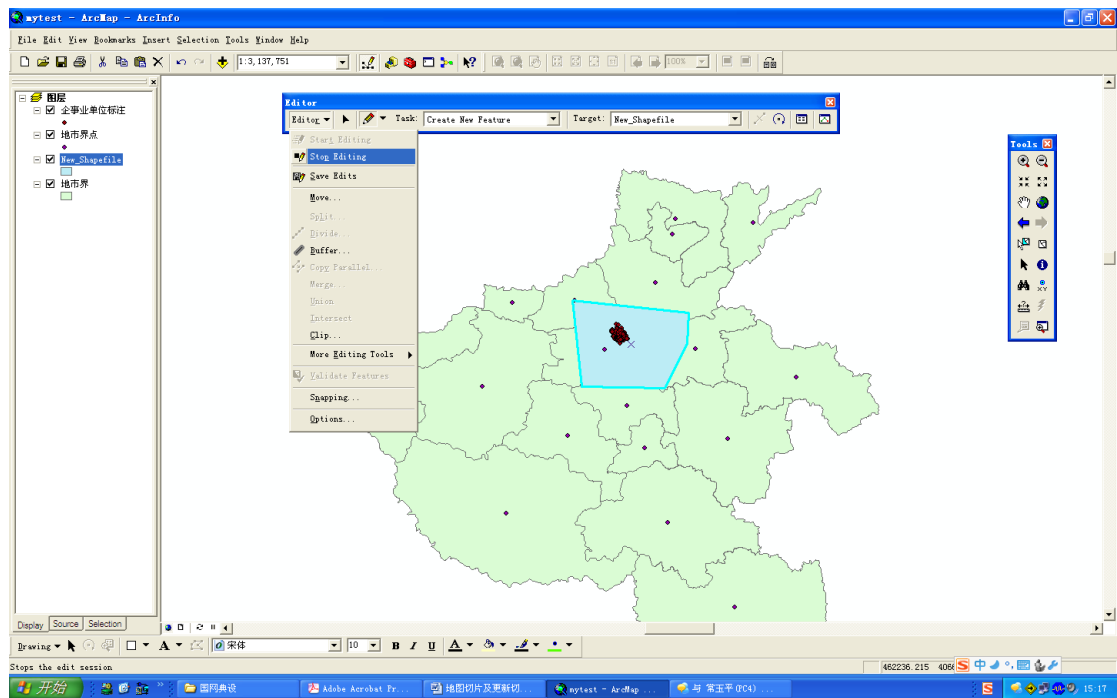 mytest - ArcMap - ArcInfo
File Edit View Bookmarks Insert Selection Tools Window Help
1:3,137,751
100%
图层
企事业单位标注
地市界点
New_Shapefile
地市界
Editor
Editor Task: Create New Feature Target: New_Shapefile
Start Editing
Stop Editing
Save Edits
Move...
Split...
Divide...
Buffer...
Copy Parallel...
Merge...
Union
Intersect
Clip...
More Editing Tools
Validate Features
Snapping...
Options...
Tools
Display Source Selection
Drawing A 宋体 10 B I U A
Stops the edit session
462236.215 406
中
开始
国网典设
Adobe Acrobat Pr...
地图切片及更新切...
mytest - ArcMap ...
与 常玉平(PC4) ...
15:17